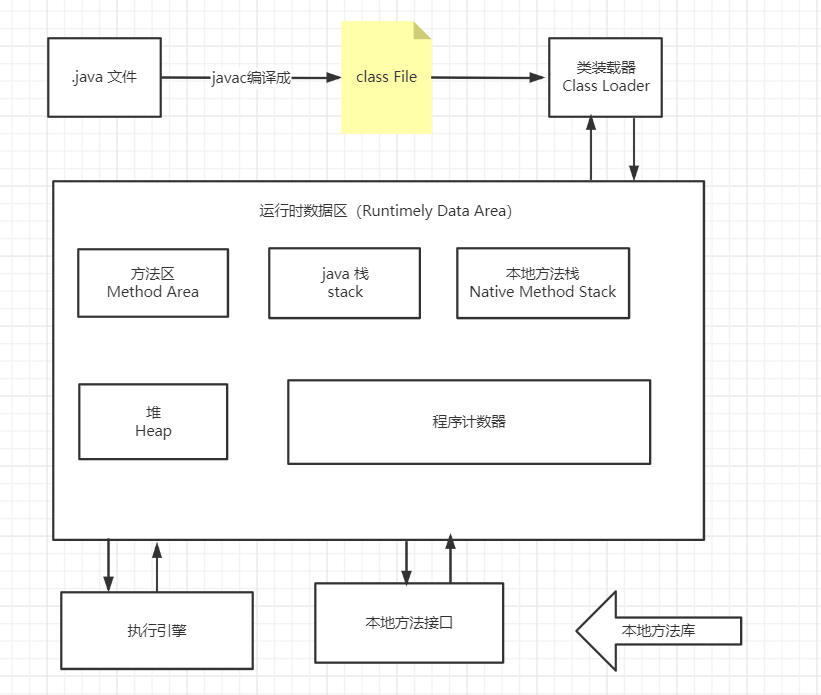 .java 文件
javac编译成
class File
类装载器
Class Loader
运行时数据区（Runtimely Data Area）
方法区
Method Area
java 栈
stack
本地方法栈
Native Method Stack
堆
Heap
程序计数器
执行引擎
本地方法接口
本地方法库